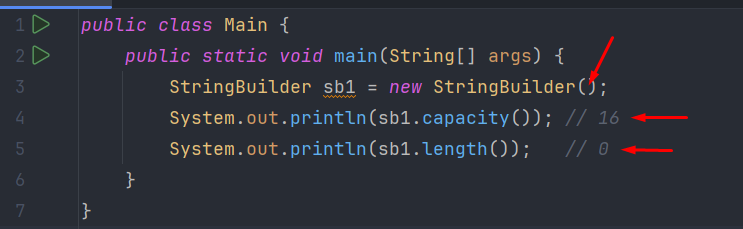 1 public class Main {
2 public static void main(String[] args) {
3 StringBuilder sb1 = new StringBuilder();
4 System.out.println(sb1.capacity()); // 16
5 System.out.println(sb1.length());   // 0
6 }
7 }